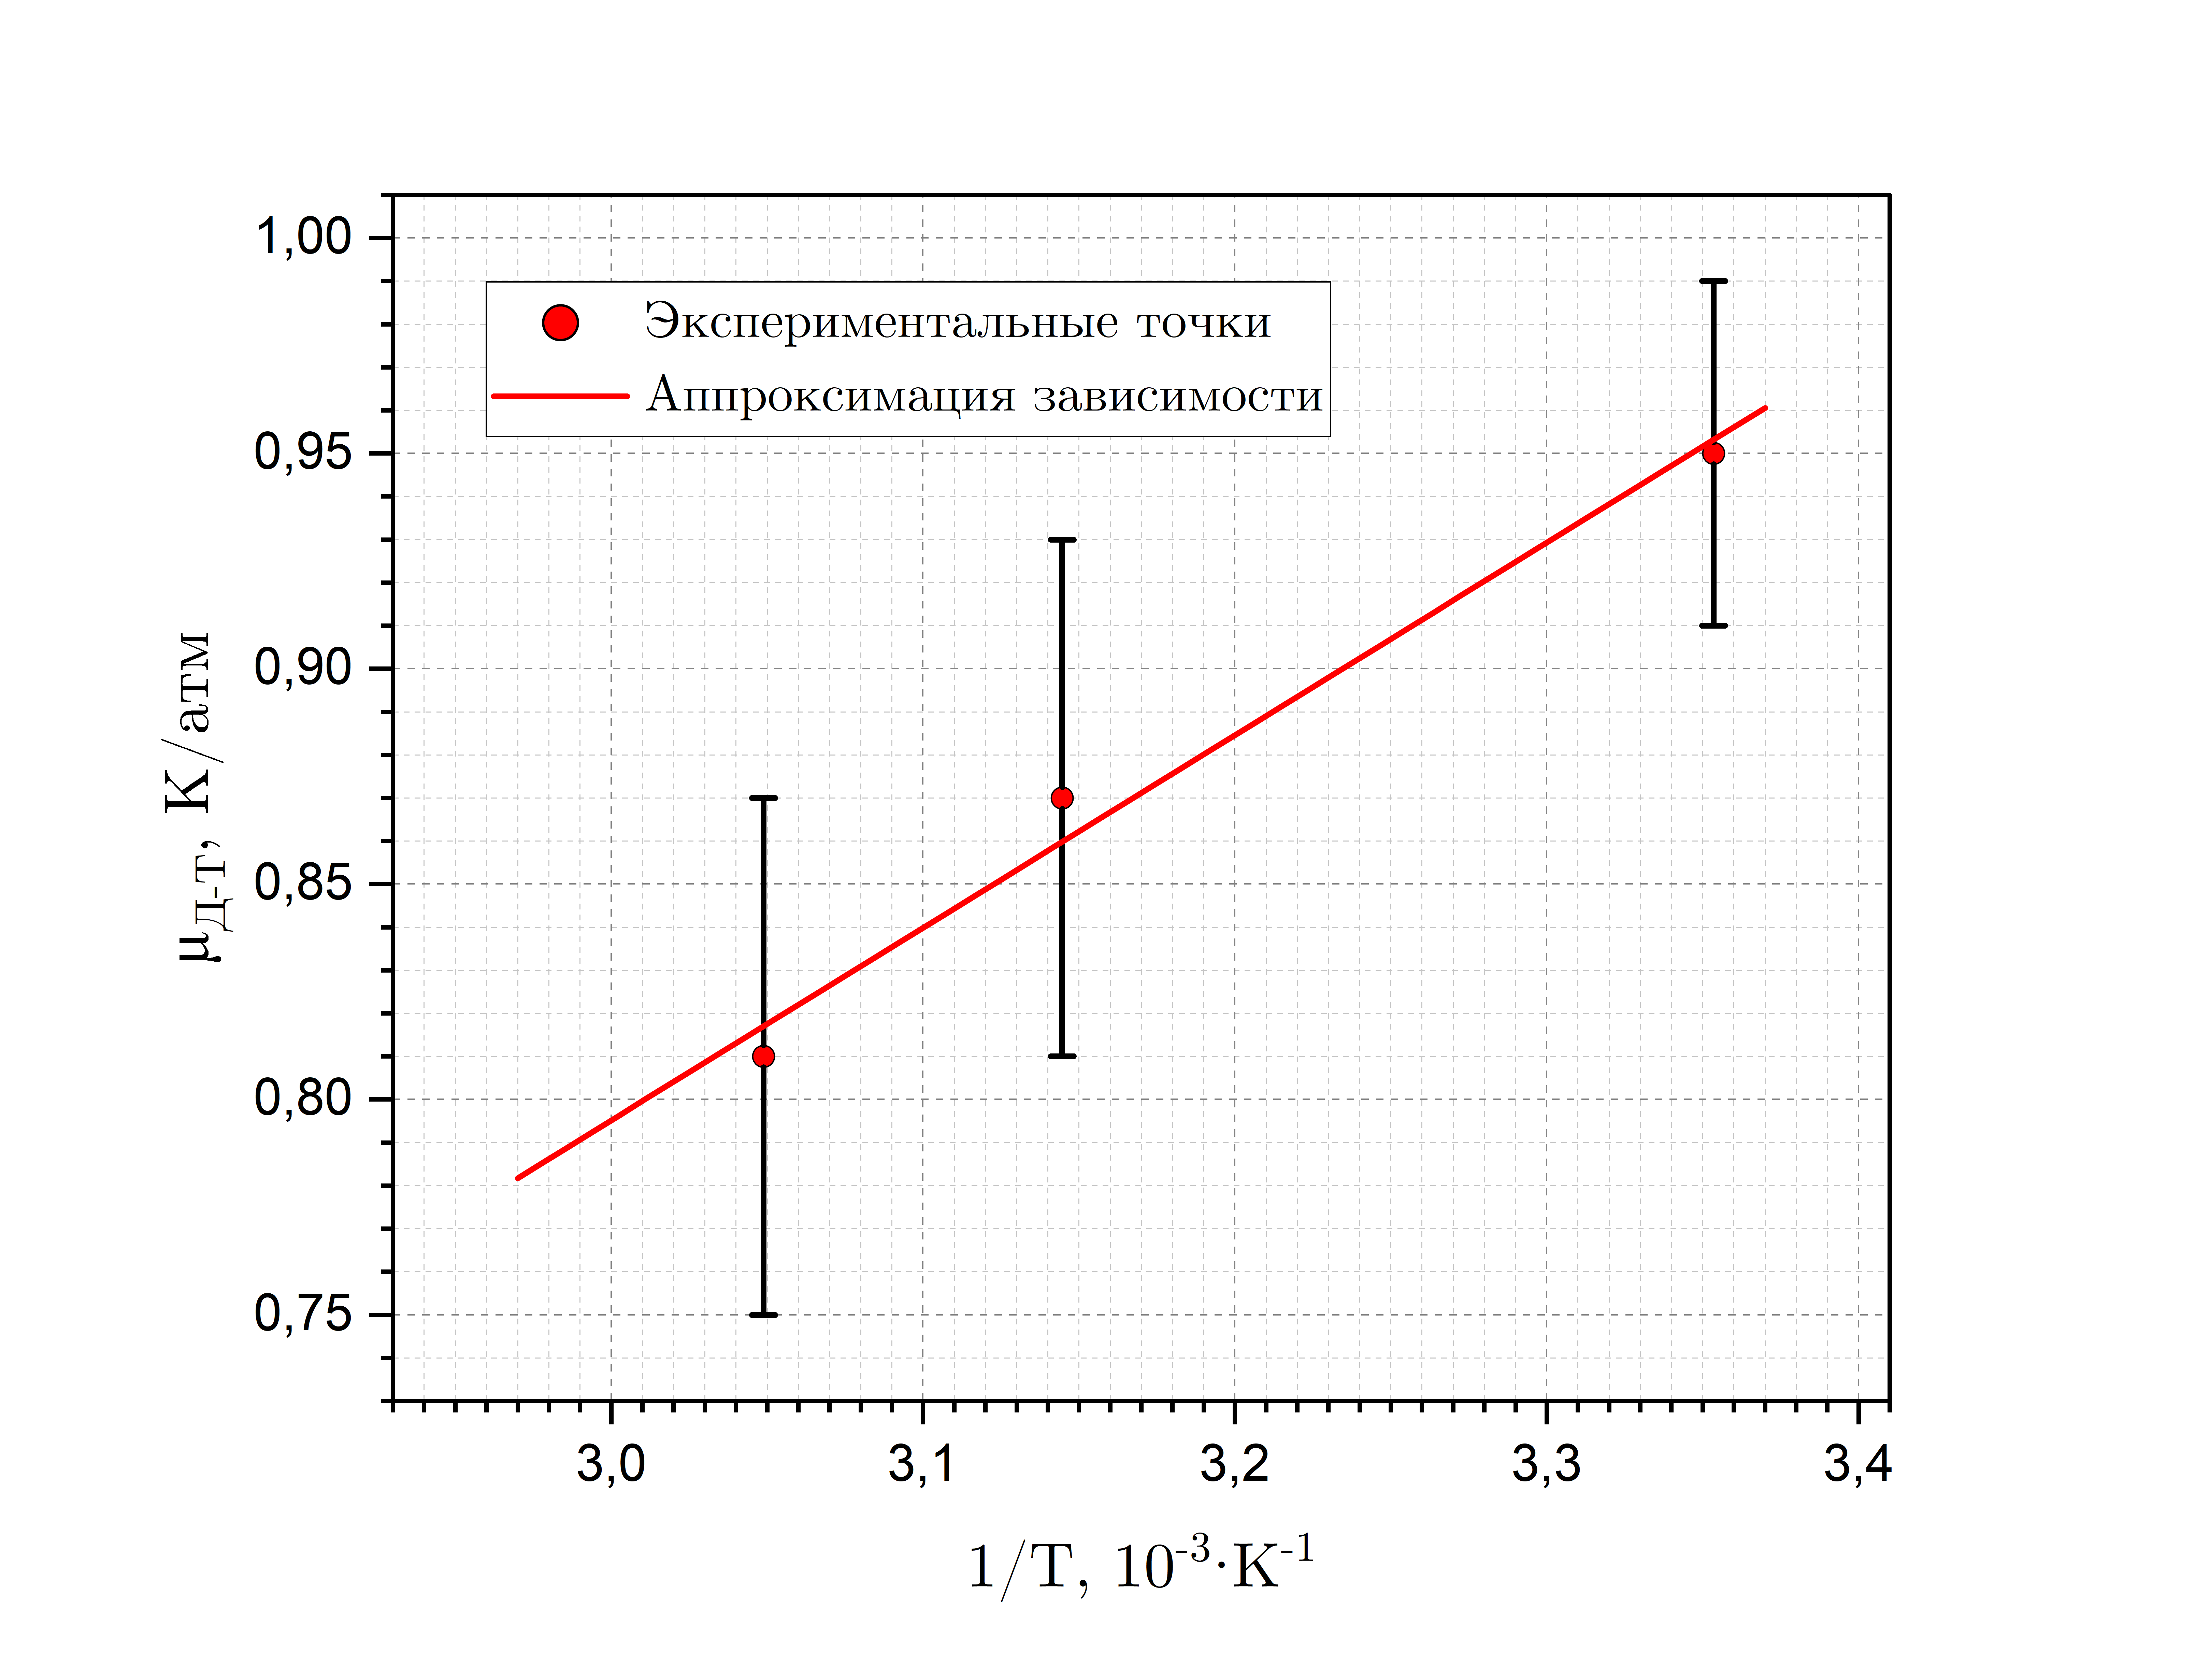 1,00
0,95
0,90
0,85
0,80
0,75
μД-Т, К/атм
Экспериментальные точки
Аппроксимация зависимости
3,0 3,1 3,2 3,3 3,4
1/T, 10-3·K-1